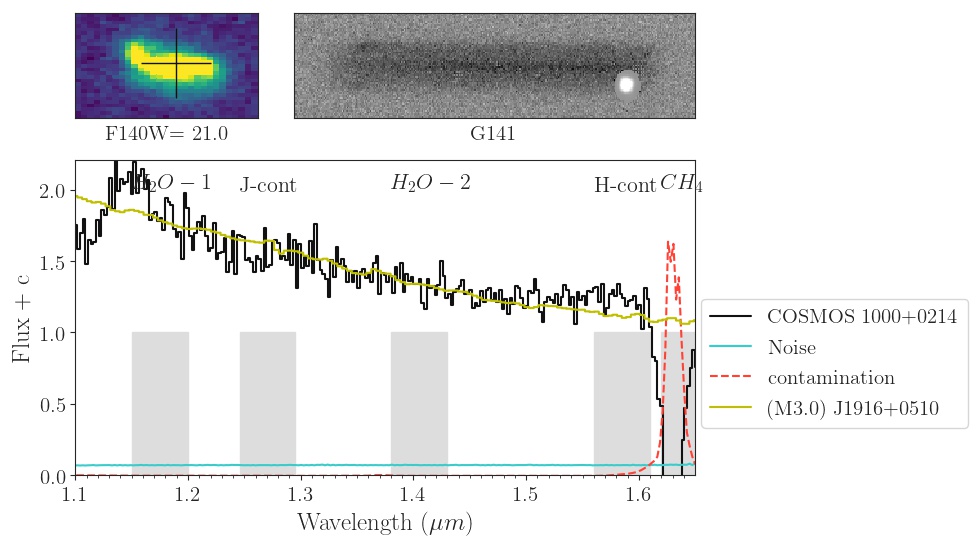 F140W= 21.0
G141
H₂O − 1 J-cont H₂O − 2 H-cont CH₄
2.0
1.5
1.0
0.5
0.0
Flux + c
1.1 1.2 1.3 1.4 1.5 1.6
Wavelength (μm)
COSMOS 1000+0214
Noise
contamination
(M3.0) J1916+0510